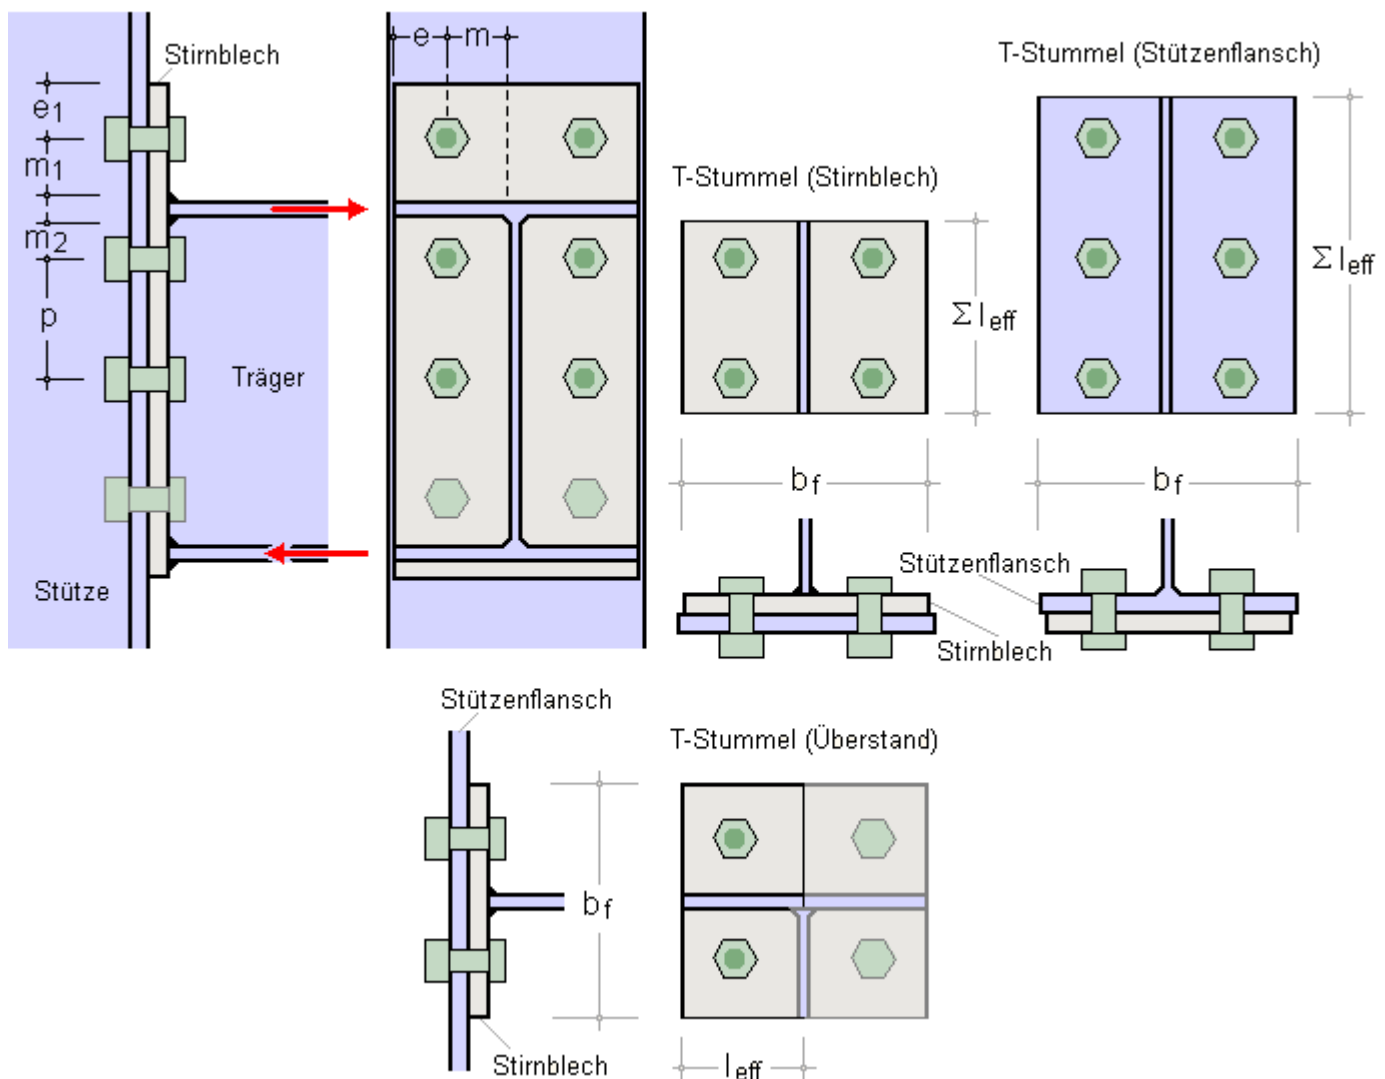 Stirnblech
e1
m1
m2
p
Träger
Stütze
e
m
T-Stummel (Stirnblech)
Σ leff
bf
T-Stummel (Stützenflansch)
Σ leff
bf
Stützenflansch
Stirnblech
Stützenflansch
bf
Stirnblech
T-Stummel (Überstand)
leff